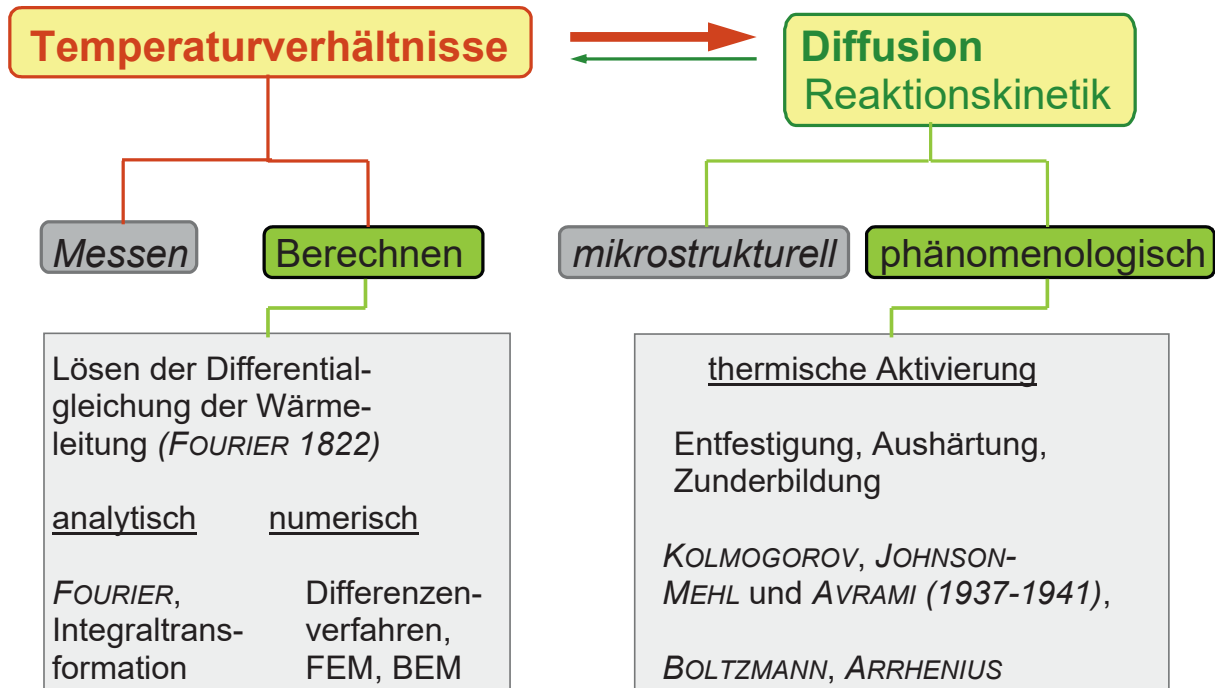 Temperaturverhältnisse
Diffusion
Reaktionskinetik
Messen
Berechnen
mikrostrukturell
phänomenologisch
Lösen der Differential-
gleichung der Wärme-
leitung (FOURIER 1822)
analytisch numerisch
FOURIER,
Integraltrans-
formation
Differenzen-
verfahren,
FEM, BEM
thermische Aktivierung
Entfestigung, Aushärtung,
Zunderbildung
KOLMOGOROV, JOHNSON-
MEHL und AVRAMI (1937-1941),
BOLTZMANN, ARRHENIUS